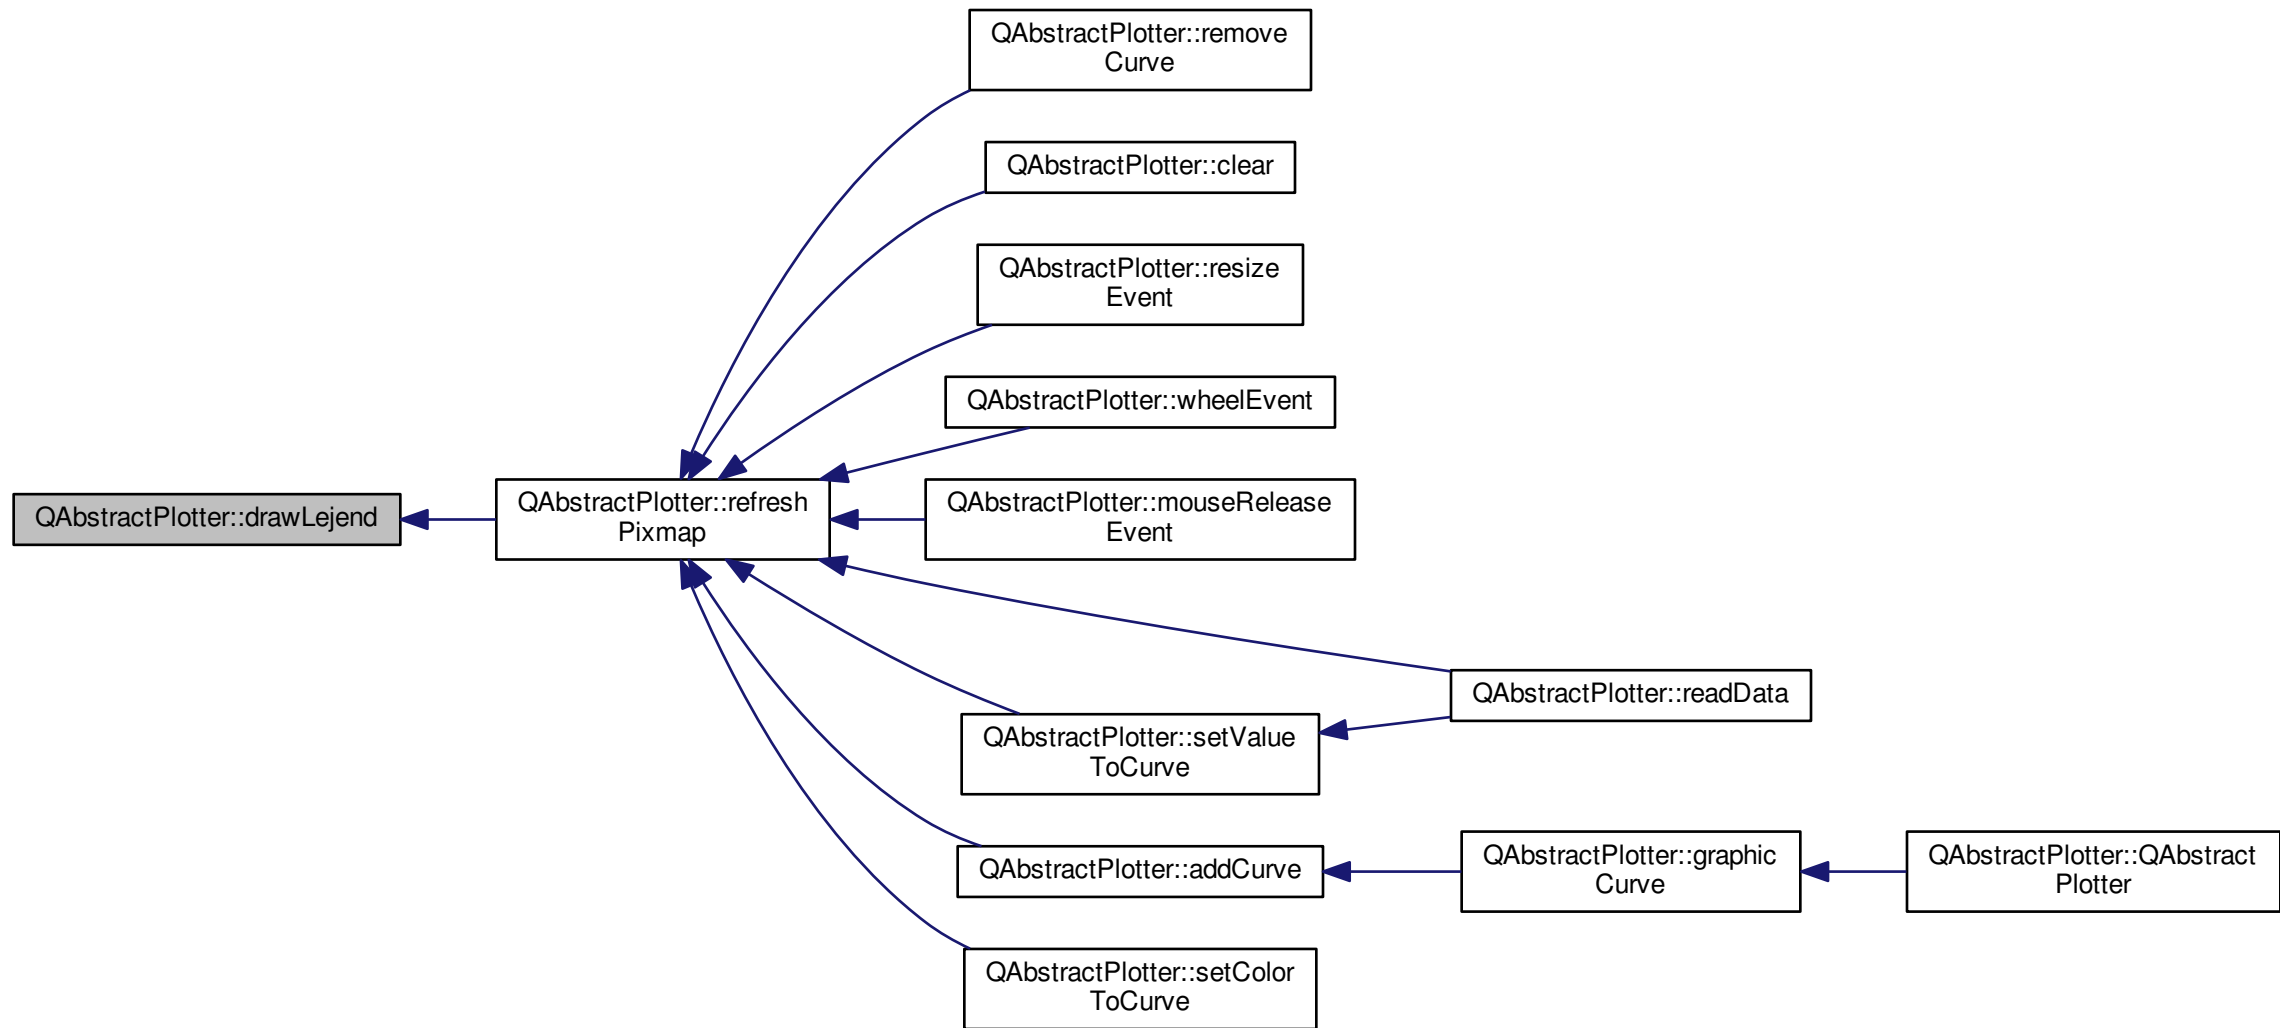 QAbstractPlotter::remove
Curve
QAbstractPlotter::clear
QAbstractPlotter::resize
Event
QAbstractPlotter::wheelEvent
QAbstractPlotter::drawLejend
QAbstractPlotter::refresh
Pixmap
QAbstractPlotter::mouseRelease
Event
QAbstractPlotter::readData
QAbstractPlotter::setValue
ToCurve
QAbstractPlotter::addCurve
QAbstractPlotter::graphic
Curve
QAbstractPlotter::QAbstract
Plotter
QAbstractPlotter::setColor
ToCurve